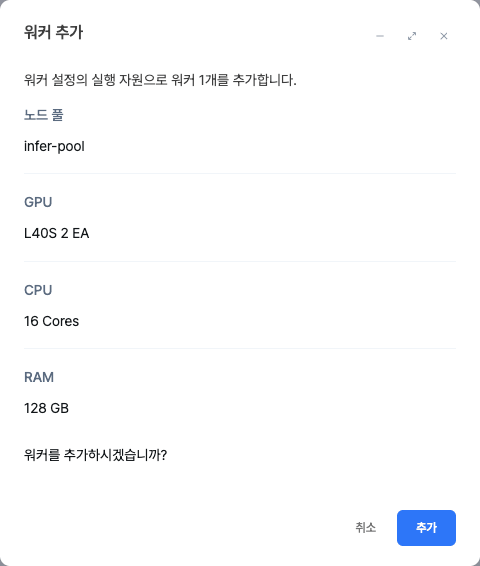 워커 추가
워커 설정의 실행 자원으로 워커 1개를 추가합니다.
노드 풀
infer-pool
GPU
L40S 2 EA
CPU
16 Cores
RAM
128 GB
워커를 추가하시겠습니까?
취소
추가